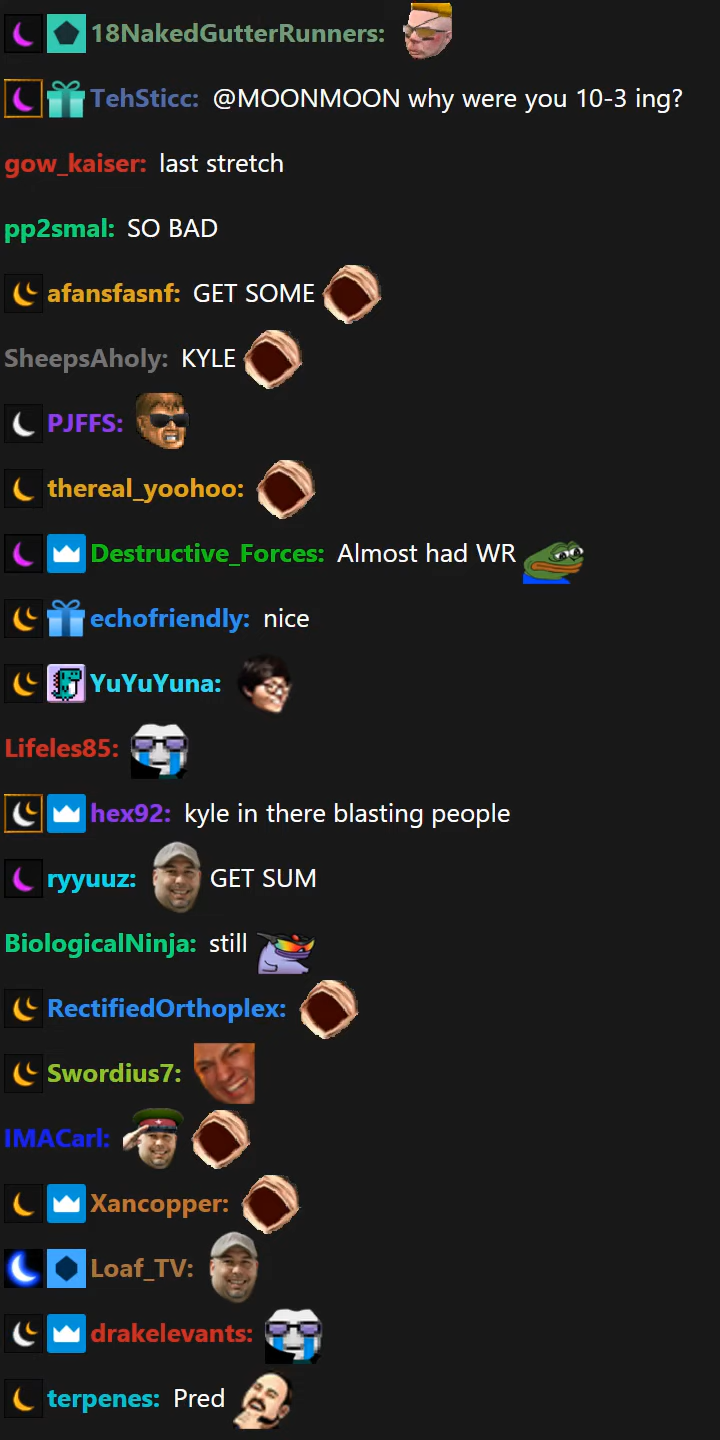 18NakedGutterRunners:
TehSticc: @MOONMOON why were you 10-3 ing?
gow_kaiser: last stretch
pp2smal: SO BAD
afansfasnf: GET SOME
SheepsAholy: KYLE
PJFFS:
thereal_yoohoo:
Destructive_Forces: Almost had WR
echofriendly: nice
YuYuYuna:
Lifeles85:
hex92: kyle in there blasting people
ryyuuz: GET SUM
BiologicalNinja: still
RectifiedOrthoplex:
Swordius7:
IMACarl:
Xancopper:
Loaf_TV:
drakelevants:
terpenes: Pred